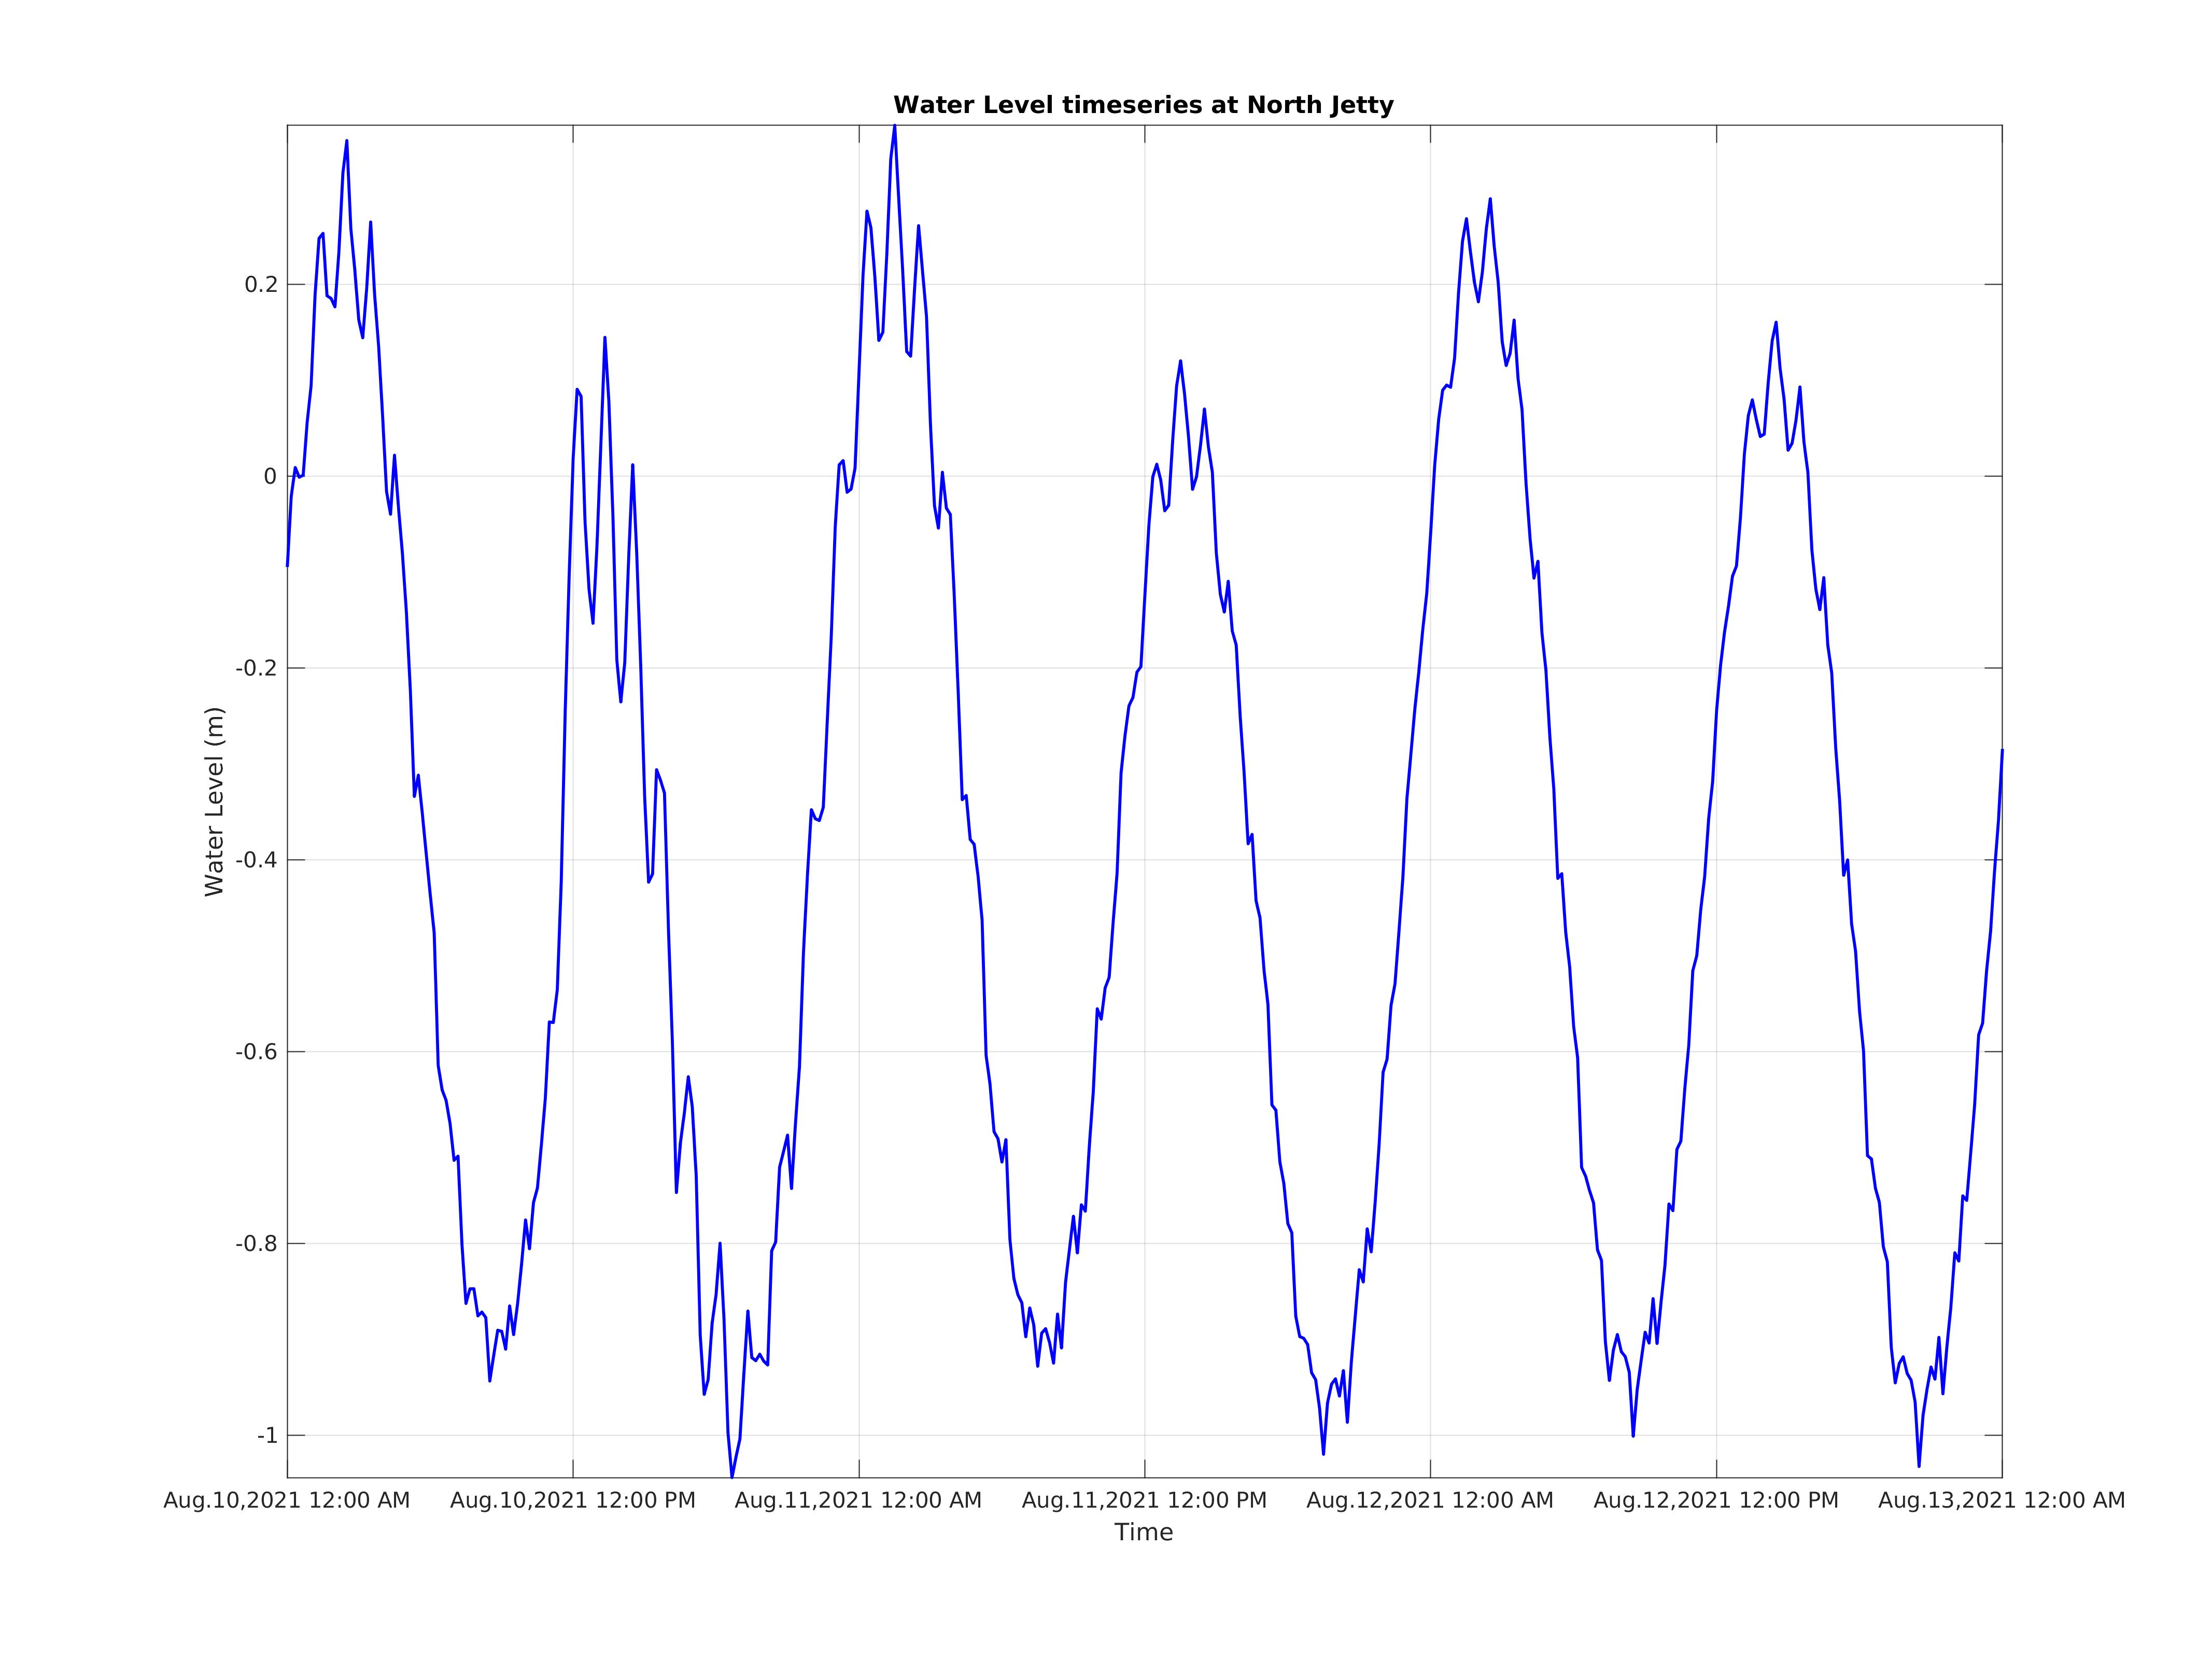 Water Level timeseries at North Jetty
0.2
0
-0.2
-0.4
-0.6
-0.8
-1
Water Level (m)
Aug.10,2021 12:00 AM Aug.10,2021 12:00 PM Aug.11,2021 12:00 AM Aug.11,2021 12:00 PM Aug.12,2021 12:00 AM Aug.12,2021 12:00 PM Aug.13,2021 12:00 AM
Time